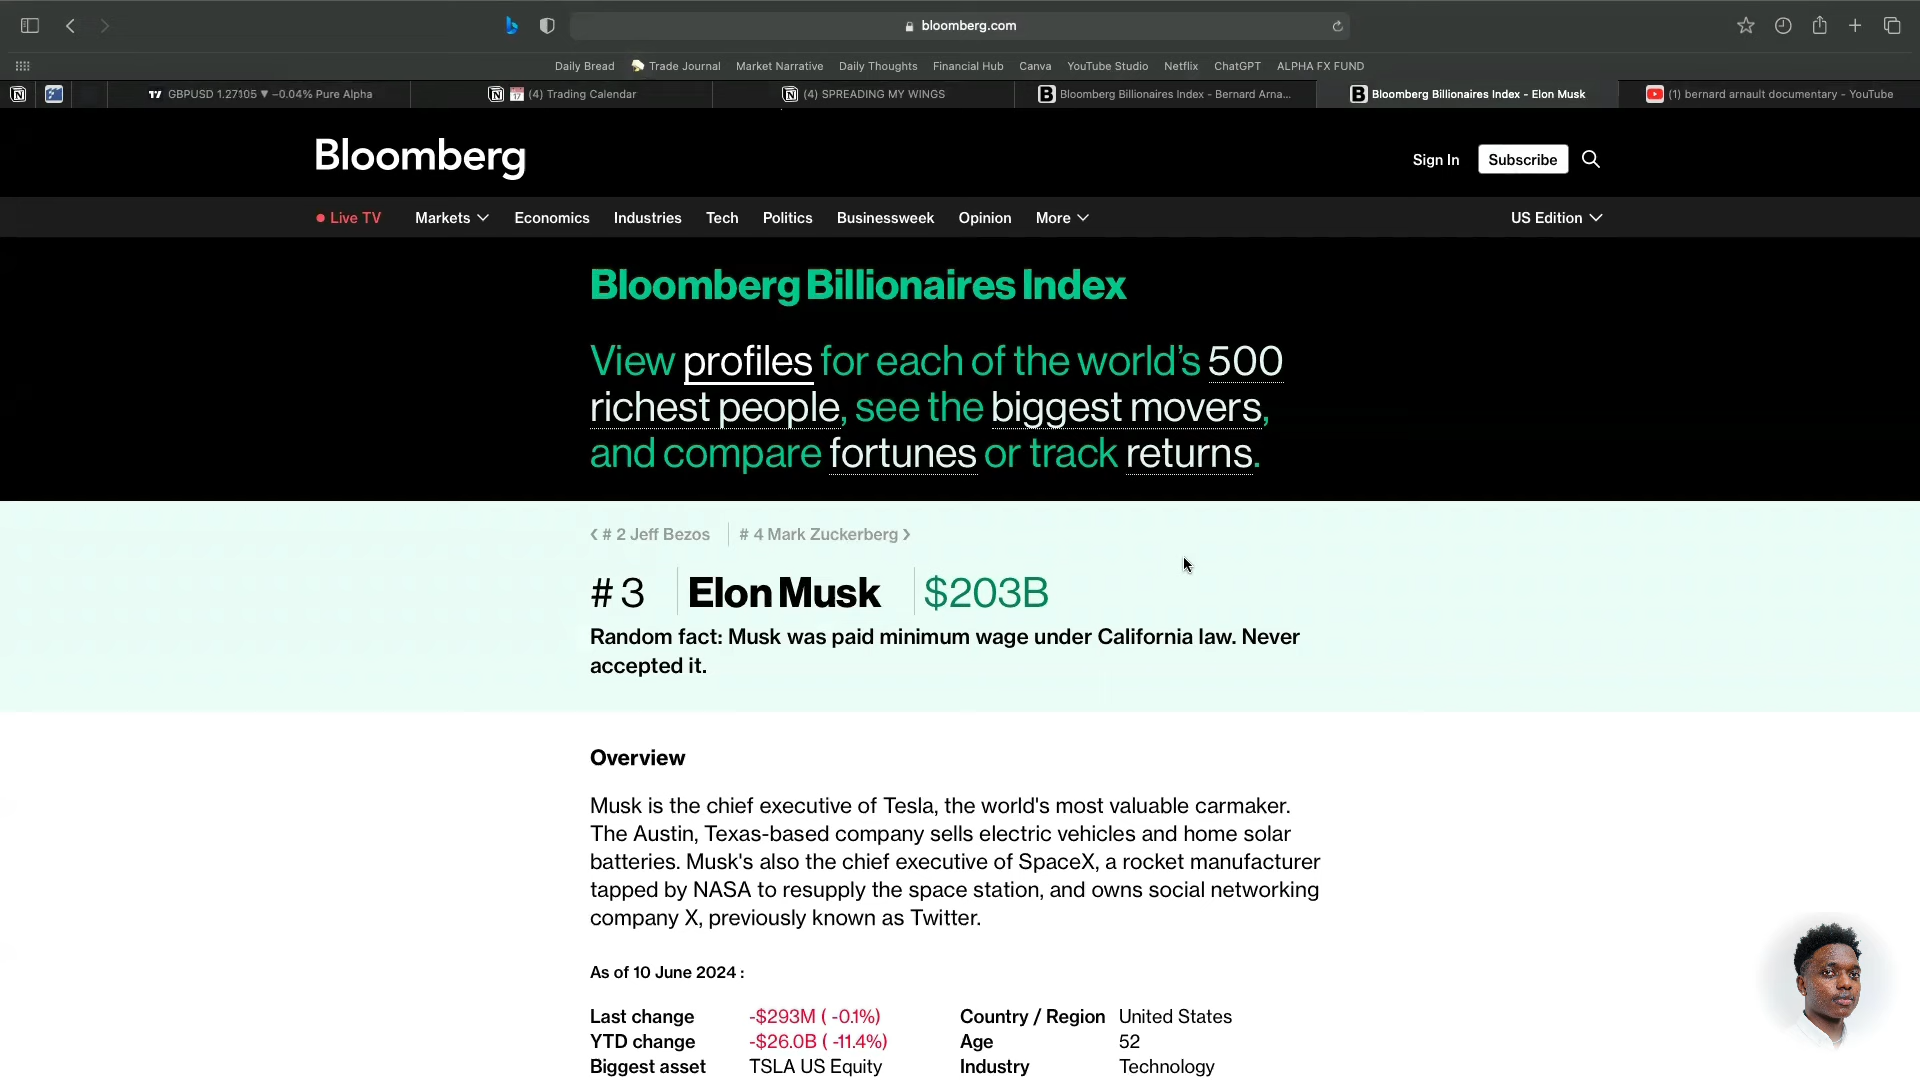 bloomberg.com
Daily Bread Trade Journal Market Narrative Daily Thoughts Financial Hub Canva YouTube Studio Netflix ChatGPT ALPHA FX FUND
GBPUSD 1.27105 ▼ −0.04% Pure Alpha (4) Trading Calendar (4) SPREADING MY WINGS Bloomberg Billionaires Index - Bernard Arna... Bloomberg Billionaires Index - Elon Musk (1) bernard arnault documentary - YouTube
Bloomberg
Sign In Subscribe
Live TV Markets Economics Industries Tech Politics Businessweek Opinion More US Edition
Bloomberg Billionaires Index
View profiles for each of the world's 500
richest people, see the biggest movers,
and compare fortunes or track returns.
# 2 Jeff Bezos # 4 Mark Zuckerberg
# 3 Elon Musk $203B
Random fact: Musk was paid minimum wage under California law. Never
accepted it.
Overview
Musk is the chief executive of Tesla, the world's most valuable carmaker.
The Austin, Texas-based company sells electric vehicles and home solar
batteries. Musk's also the chief executive of SpaceX, a rocket manufacturer
tapped by NASA to resupply the space station, and owns social networking
company X, previously known as Twitter.
As of 10 June 2024 :
Last change -$293M ( -0.1%) Country / Region United States
YTD change -$26.0B ( -11.4%) Age 52
Biggest asset TSLA US Equity Industry Technology